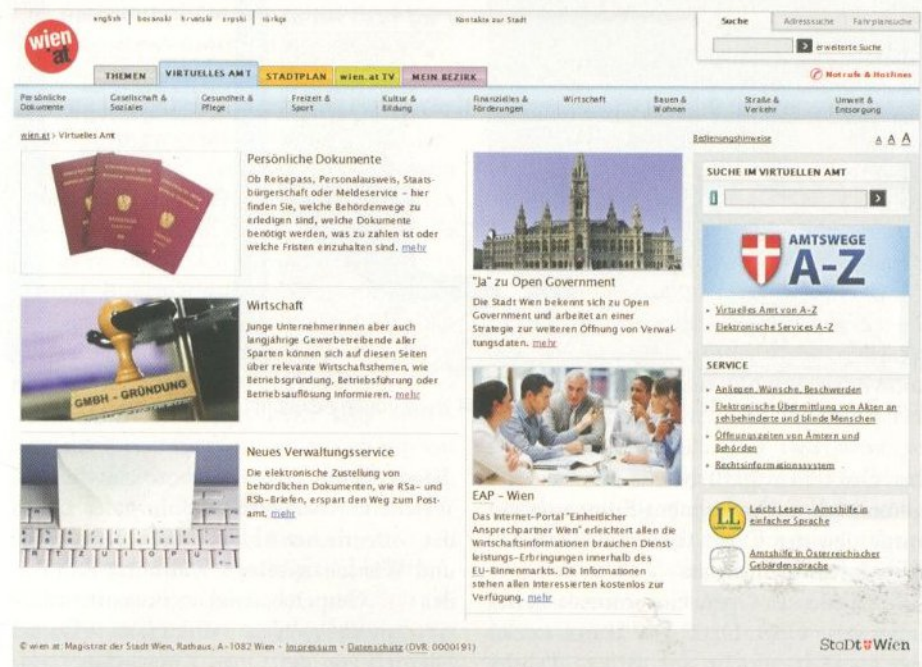 english | bosanski hrvatski srpski | türkçe
Kontakte zur Stadt
Suche Adresssuche Fahrplansuche
wien
at
erweiterte Suche
THEMEN VIRTUELLES AMT STADTPLAN wien.at TV MEIN BEZIRK
Notrufe & Hotlines
Persönliche
Dokumente
Gesellschaft &
Soziales
Gesundheit &
Pflege
Freizeit &
Sport
Kultur &
Bildung
Finanzielles &
Förderungen
Wirtschaft
Bauen &
Wohnen
Straße &
Verkehr
Umwelt &
Entsorgung
wien.at > Virtuelles Amt
Bedienungshinweise
A A A
Persönliche Dokumente
Ob Reisepass, Personalausweis, Staats-
bürgerschaft oder Meldeservice – hier
finden Sie, welche Behördenwege zu
erledigen sind, welche Dokumente
benötigt werden, was zu zahlen ist oder
welche Fristen einzuhalten sind. mehr
Wirtschaft
Junge UnternehmerInnen aber auch
langjährige Gewerbetreibende aller
Sparten können sich auf diesen Seiten
über relevante Wirtschaftsthemen, wie
Betriebsgründung, Betriebsführung oder
Betriebsauflösung informieren. mehr
GMBH - GRÜNDUNG
Neues Verwaltungsservice
Die elektronische Zustellung von
behördlichen Dokumenten, wie RSa- und
RSb-Briefen, erspart den Weg zum Post-
amt. mehr
R T Z U I O P Ü
"Ja" zu Open Government
Die Stadt Wien bekennt sich zu Open
Government und arbeitet an einer
Strategie zur weiteren Öffnung von Verwal-
tungsdaten. mehr
EAP - Wien
Das Internet-Portal "Einheitlicher
Ansprechpartner Wien" erleichtert allen die
Wirtschaftsinformationen brauchen Dienst-
leistungs-Erbringungen innerhalb des
EU-Binnenmarkts. Die Informationen
stehen allen Interessierten kostenlos zur
Verfügung. mehr
SUCHE IM VIRTUELLEN AMT
AMTSWEGE
A-Z
Virtuelles Amt von A-Z
Elektronische Services A-Z
SERVICE
Anliegen, Wünsche, Beschwerden
Elektronische Übermittlung von Akten an
sehbehinderte und blinde Menschen
Öffnungszeiten von Ämtern und
Behörden
Rechtsinformationssystem
LL
Leicht Lesen - Amtshilfe in
einfacher Sprache
Amtshilfe in Österreichischer
Gebärdensprache
© wien.at: Magistrat der Stadt Wien, Rathaus, A-1082 Wien - Impressum - Datenschutz (DVR: 0000191)
StaDt Wien